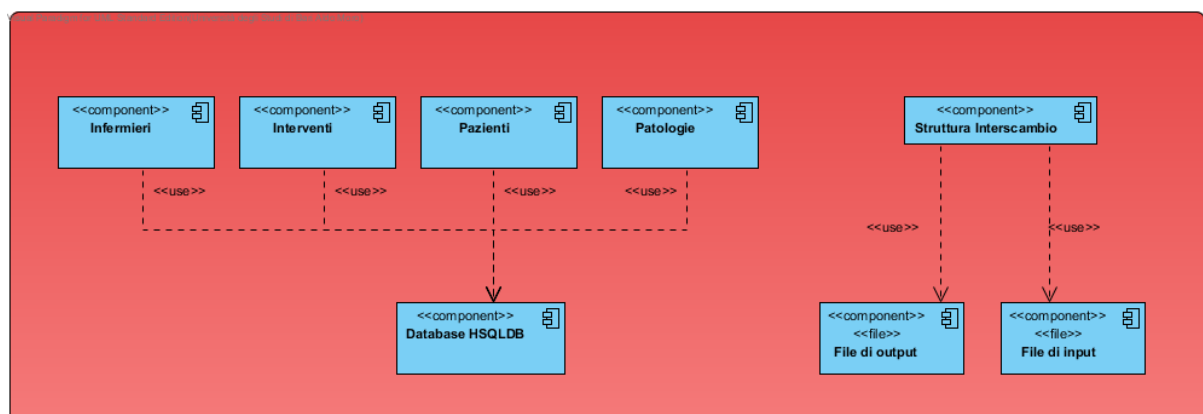 <<component>>
Infermieri
<<component>>
Interventi
<<component>>
Pazienti
<<component>>
Patologie
<<component>>
Struttura Interscambio
<<use>>
<<use>>
<<use>>
<<use>>
<<use>>
<<use>>
<<component>>
Database HSQLDB
<<component>>
<<file>>
File di output
<<component>>
<<file>>
File di input